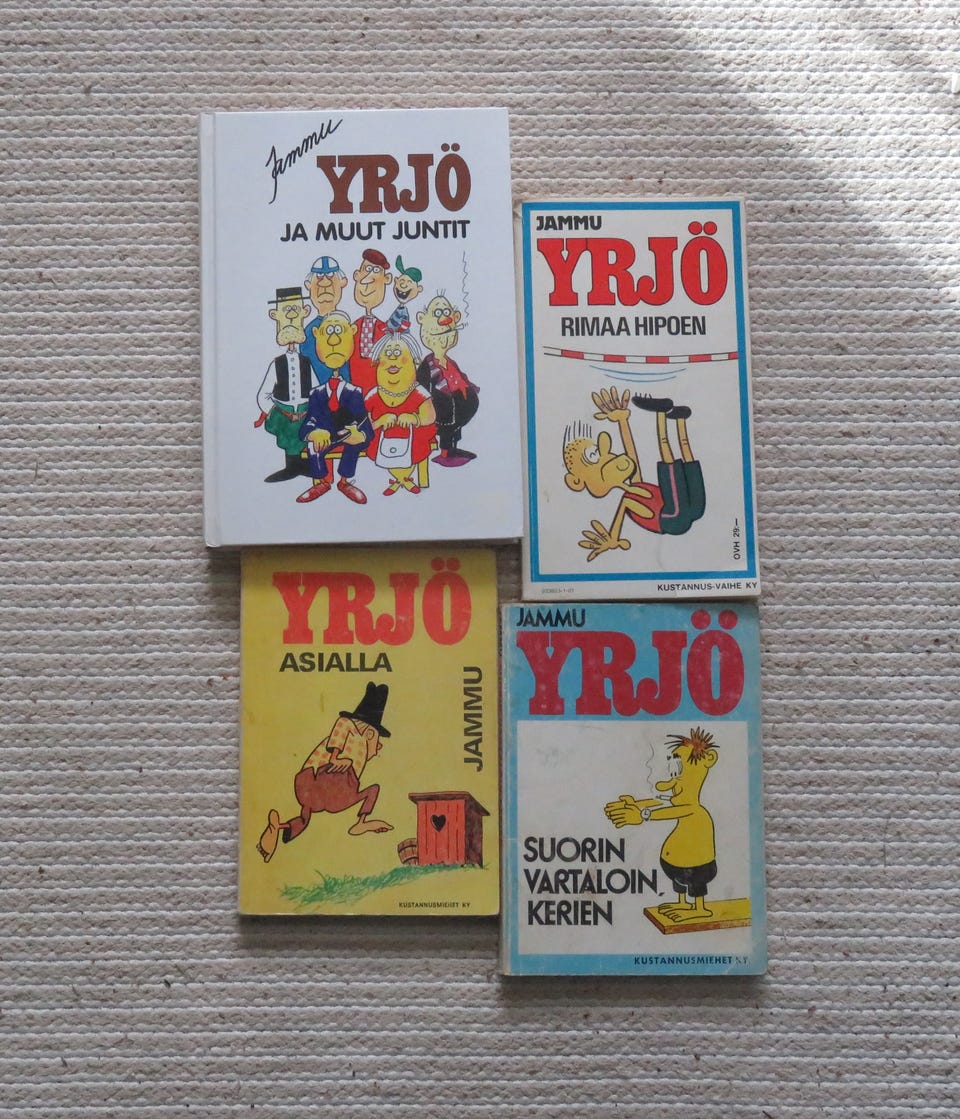 Jammu
YRJÖ
JA MUUT JUNTIT
JAMMU
YRJÖ
RIMAA HIPOEN
OVH 29:—
KUSTANNUS-VAIHE KY
YRJÖ
ASIALLA
JAMMU
KUSTANNUSMIEHET KY
JAMMU
YRJÖ
SUORIN
VARTALOIN,
KERIEN
KUSTANNUSMIEHET KY